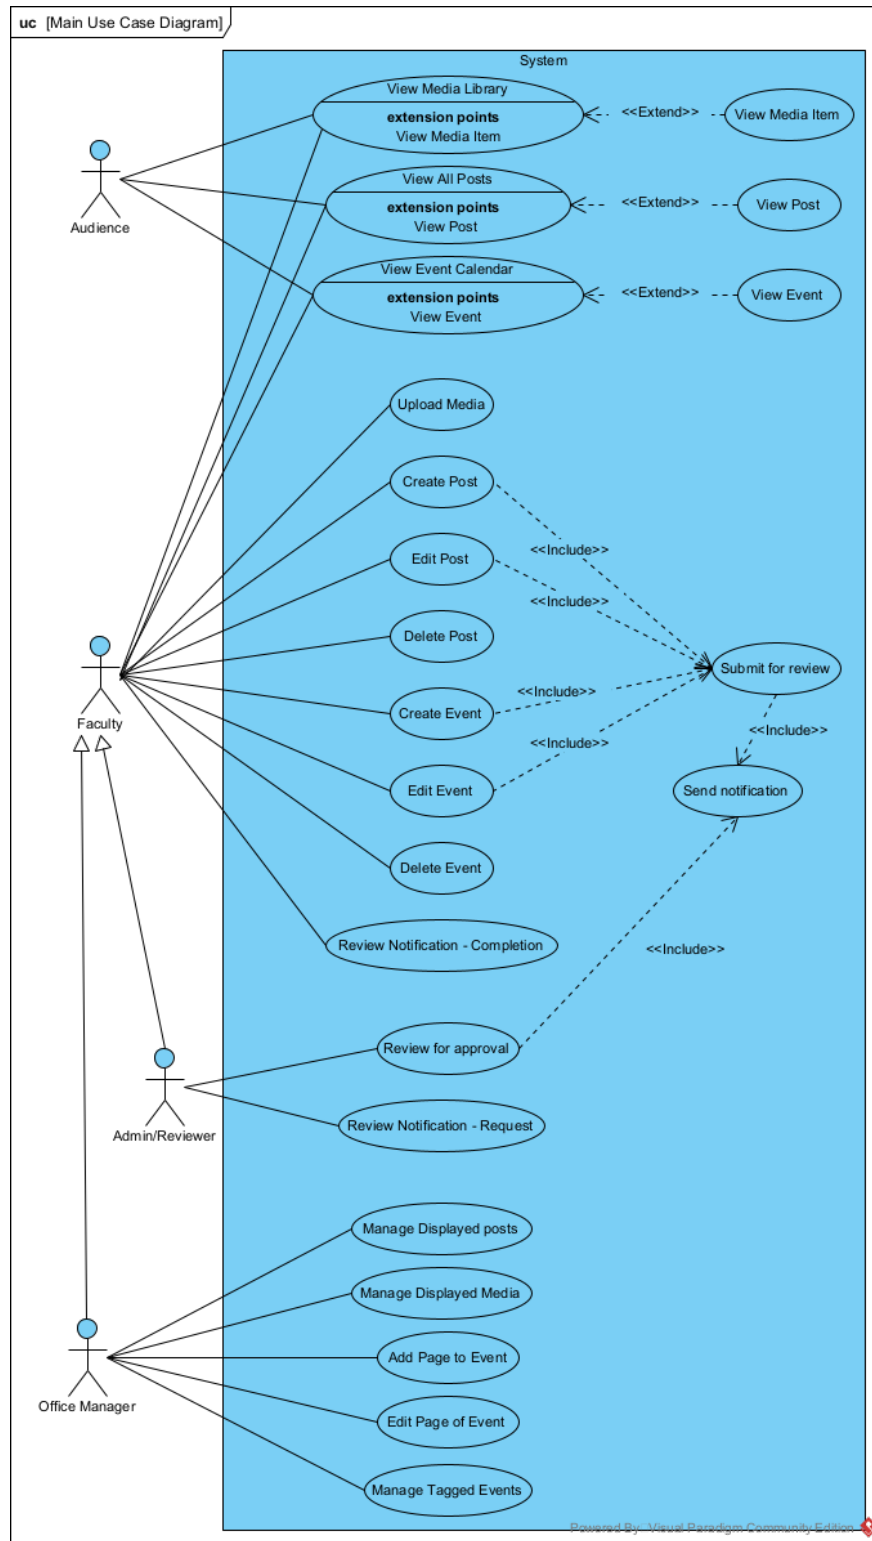 uc [Main Use Case Diagram]
System
View Media Library
extension points
View Media Item
<<Extend>>
View Media Item
Audience
View All Posts
extension points
View Post
<<Extend>>
View Post
View Event Calendar
extension points
View Event
<<Extend>>
View Event
Upload Media
Create Post
<<Include>>
Edit Post
<<Include>>
Delete Post
Submit for review
Faculty
Create Event
<<Include>>
<<Include>>
<<Include>>
Edit Event
Send notification
Delete Event
Review Notification - Completion
<<Include>>
Review for approval
Admin/Reviewer
Review Notification - Request
Manage Displayed posts
Manage Displayed Media
Add Page to Event
Office Manager
Edit Page of Event
Manage Tagged Events
Powered By Visual Paradigm Community Edition